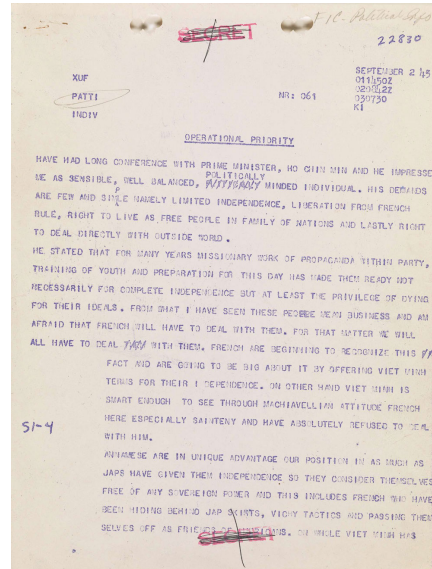 FIC-Political Info
SECRET
22830
SEPTEMBER 2 45
XUF
011450Z
PATTI
NR: 061
020042Z
INDIV
030730
KI
OPERATIONAL PRIORITY
HAVE HAD LONG CONFERENCE WITH PRIME MINISTER, HO CHIN MIN AND HE IMPRESSE
POLITICALLY
ME AS SENSIBLE, WELL BALANCED, MINDED INDIVIDUAL. HIS DEMANDS
ARE FEW AND SIMPLE NAMELY LIMITED INDEPENDENCE, LIBERATION FROM FRENCH
RULE, RIGHT TO LIVE AS FREE PEOPLE IN FAMILY OF NATIONS AND LASTLY RIGHT
TO DEAL DIRECTLY WITH OUTSIDE WORLD.
HE STATED THAT FOR MANY YEARS MISSIONARY WORK OF PROPAGANDA WITHIN PARTY,
TRAINING OF YOUTH AND PREPARATION FOR THIS DAY HAS MADE THEM READY NOT
NECESSARILY FOR COMPLETE INDEPENDENCE BUT AT LEAST THE PRIVILEGE OF DYING
FOR THEIR IDEALS. FROM WHAT I HAVE SEEN THESE PEOPLE MEAN BUSINESS AND AM
AFRAID THAT FRENCH WILL HAVE TO DEAL WITH THEM. FOR THAT MATTER WE WILL
ALL HAVE TO DEAL WITH THEM. FRENCH ARE BEGINNING TO RECOGNIZE THIS
FACT AND ARE GOING TO BE BIG ABOUT IT BY OFFERING VIET MINH
TERMS FOR THEIR I DEPENDENCE. ON OTHER HAND VIET MINH IS
SMART ENOUGH TO SEE THROUGH MACHIAVELLIAN ATTITUDE FRENCH
SI-4
HERE ESPECIALLY SAINTENY AND HAVE ABSOLUTELY REFUSED TO DEAL
WITH HIM.
ANNAMESE ARE IN UNIQUE ADVANTAGE OUR POSITION IN AS MUCH AS
JAPS HAVE GIVEN THEM INDEPENDENCE SO THEY CONSIDER THEMSELVES
FREE OF ANY SOVEREIGN POWER AND THIS INCLUDES FRENCH WHO HAVE
BEEN HIDING BEHIND JAP SKIRTS, VICHY TACTICS AND PASSING THEM
SELVES OFF AS FRIENDS OF ON WHOLE VIET MINH HAS
SECRET